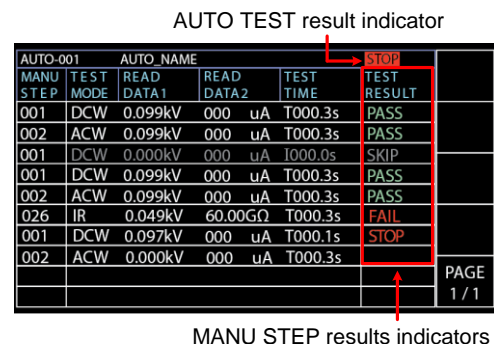 AUTO TEST result indicator
AUTO-001 AUTO_NAME STOP
MANU TEST READ READ TEST TEST
STEP MODE DATA1 DATA2 TIME RESULT
001 DCW 0.099kV 000 uA T000.3s PASS
002 ACW 0.099kV 000 uA T000.3s PASS
001 DCW 0.000kV 000 uA I000.0s SKIP
001 DCW 0.099kV 000 uA T000.3s PASS
002 ACW 0.099kV 000 uA T000.3s PASS
026 IR 0.049kV 60.00GΩ T000.3s FAIL
001 DCW 0.097kV 000 uA T000.1s STOP
002 ACW 0.000kV 000 uA T000.3s
PAGE
1/1
MANU STEP results indicators